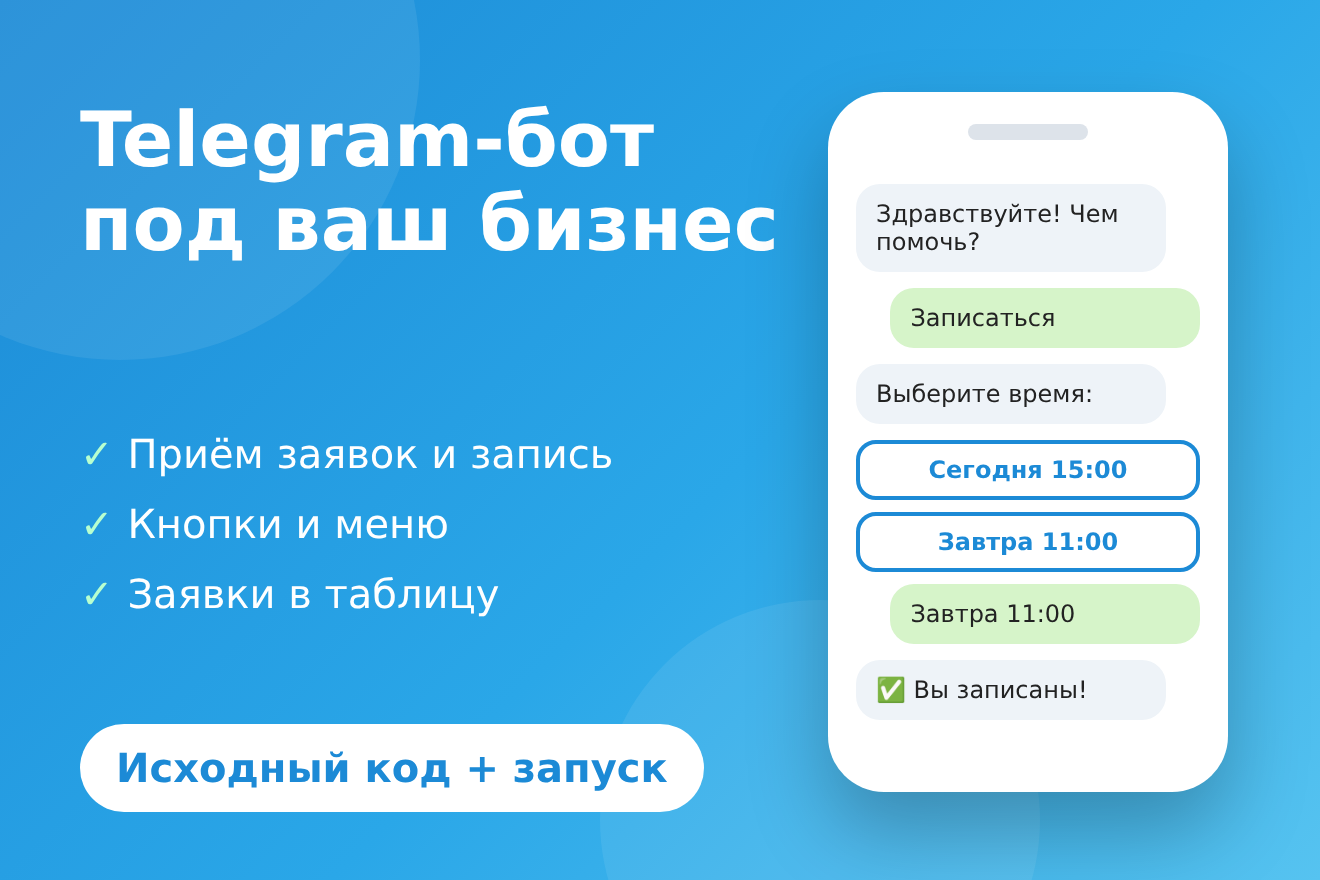 Telegram-бот
под ваш бизнес
✓ Приём заявок и запись
✓ Кнопки и меню
✓ Заявки в таблицу
Исходный код + запуск
Здравствуйте! Чем
помочь?
Записаться
Выберите время:
Сегодня 15:00
Завтра 11:00
Завтра 11:00
✅ Вы записаны!